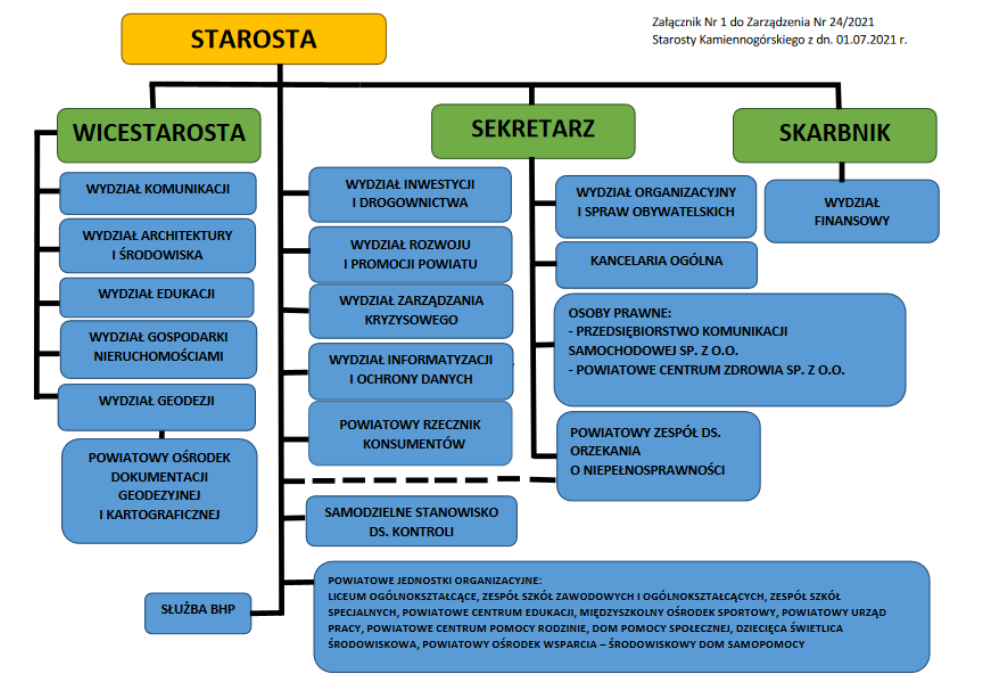 Załącznik Nr 1 do Zarządzenia Nr 24/2021
Starosty Kamiennogórskiego z dn. 01.07.2021 r.
STAROSTA
WICESTAROSTA
WYDZIAŁ KOMUNIKACJI
WYDZIAŁ ARCHITEKTURY
I ŚRODOWISKA
WYDZIAŁ EDUKACJI
WYDZIAŁ GOSPODARKI
NIERUCHOMOŚCIAMI
WYDZIAŁ GEODEZJI
POWIATOWY OŚRODEK
DOKUMENTACJI
GEODEZYJNEJ
I KARTOGRAFICZNEJ
WYDZIAŁ INWESTYCJI
I DROGOWNICTWA
WYDZIAŁ ROZWOJU
I PROMOCJI POWIATU
WYDZIAŁ ZARZĄDZANIA
KRYZYSOWEGO
WYDZIAŁ INFORMATYZACJI
I OCHRONY DANYCH
POWIATOWY RZECZNIK
KONSUMENTÓW
SAMODZIELNE STANOWISKO
DS. KONTROLI
SEKRETARZ
WYDZIAŁ ORGANIZACYJNY
I SPRAW OBYWATELSKICH
KANCELARIA OGÓLNA
OSOBY PRAWNE:
- PRZEDSIĘBIORSTWO KOMUNIKACJI
SAMOCHODOWEJ SP. Z O.O.
- POWIATOWE CENTRUM ZDROWIA SP. Z O.O.
POWIATOWY ZESPÓŁ DS.
ORZEKANIA
O NIEPEŁNOSPRAWNOŚCI
SKARBNIK
WYDZIAŁ
FINANSOWY
SŁUŻBA BHP
POWIATOWE JEDNOSTKI ORGANIZACYJNE:
LICEUM OGÓLNOKSZTAŁCĄCE, ZESPÓŁ SZKÓŁ ZAWODOWYCH I OGÓLNOKSZTAŁCĄCYCH, ZESPÓŁ SZKÓŁ
SPECJALNYCH, POWIATOWE CENTRUM EDUKACJI, MIĘDZYSZKOLNY OŚRODEK SPORTOWY, POWIATOWY URZĄD
PRACY, POWIATOWE CENTRUM POMOCY RODZINIE, DOM POMOCY SPOŁECZNEJ, DZIECIĘCA ŚWIETLICA
ŚRODOWISKOWA, POWIATOWY OŚRODEK WSPARCIA – ŚRODOWISKOWY DOM SAMOPOMOCY